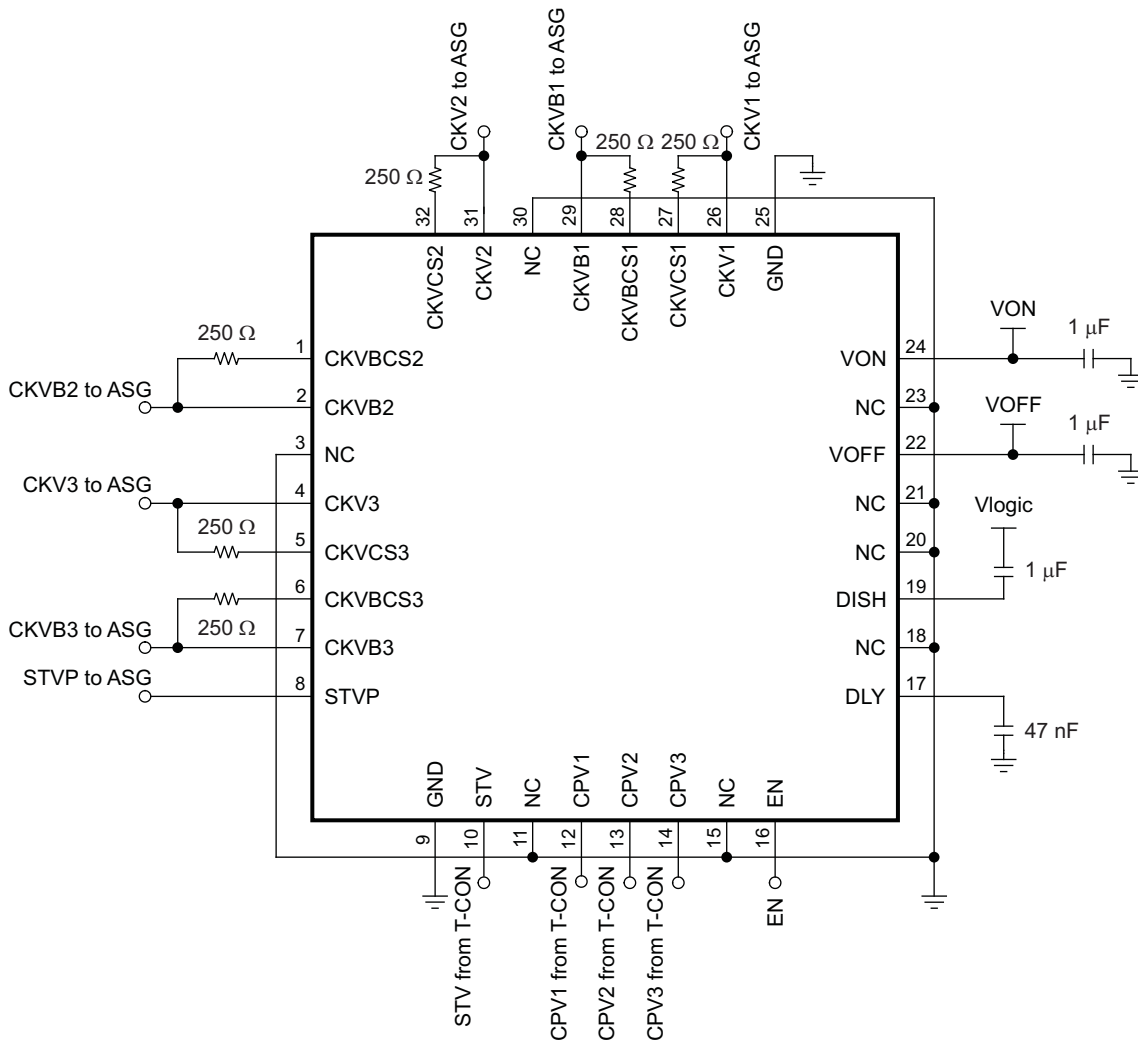 CKV2 to ASG
CKVB1 to ASG
CKV1 to ASG
250 Ω
250 Ω
250 Ω
32
31
30
29
28
27
26
25
CKVCS2
CKV2
NC
CKVB1
CKVBCS1
CKVCS1
CKV1
GND
250 Ω
1
CKVBCS2
CKVB2 to ASG
2
CKVB2
3
NC
CKV3 to ASG
4
CKV3
250 Ω
5
CKVCS3
6
CKVBCS3
250 Ω
CKVB3 to ASG
7
CKVB3
STVP to ASG
8
STVP
VON
1 μF
24
VON
23
NC
VOFF
1 μF
22
VOFF
21
NC
Vlogic
20
NC
1 μF
19
DISH
18
NC
17
DLY
47 nF
GND
STV
NC
CPV1
CPV2
CPV3
NC
EN
9
10
11
12
13
14
15
16
STV from T-CON
CPV1 from T-CON
CPV2 from T-CON
CPV3 from T-CON
EN